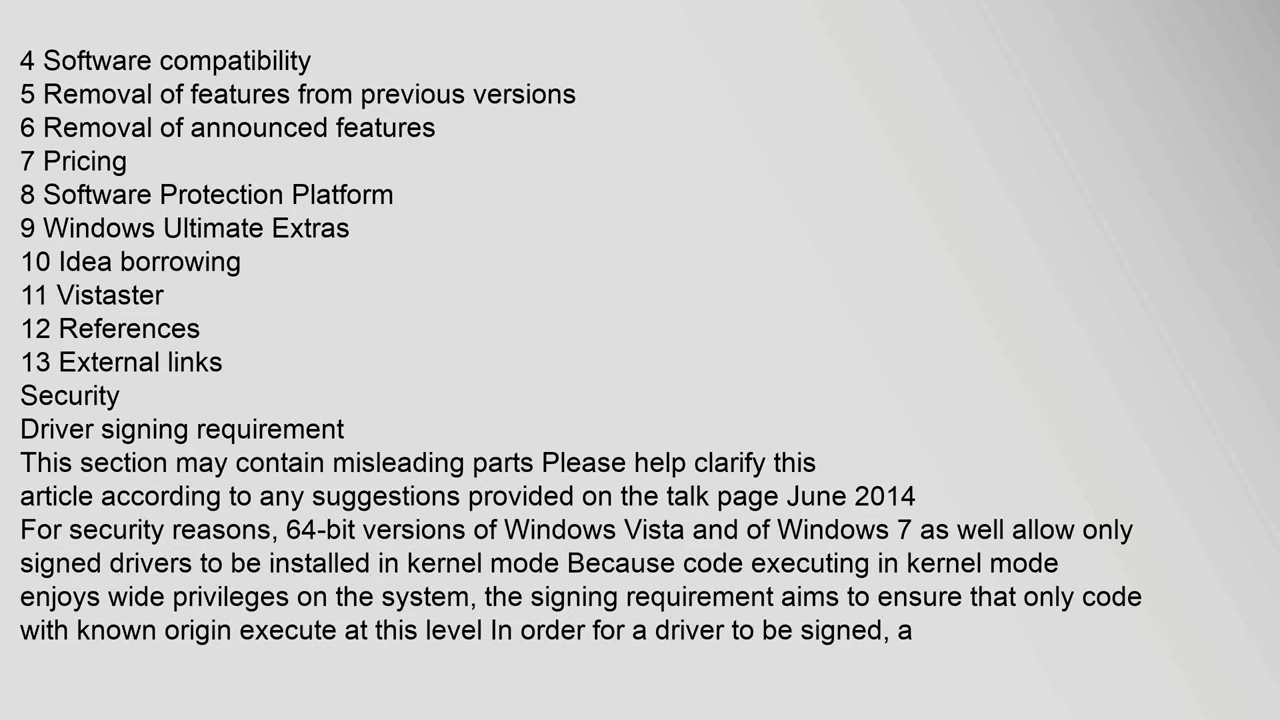 4 Software compatibility
5 Removal of features from previous versions
6 Removal of announced features
7 Pricing
8 Software Protection Platform
9 Windows Ultimate Extras
10 Idea borrowing
11 Vistaster
12 References
13 External links
Security
Driver signing requirement
This section may contain misleading parts Please help clarify this
article according to any suggestions provided on the talk page June 2014
For security reasons, 64-bit versions of Windows Vista and of Windows 7 as well allow only
signed drivers to be installed in kernel mode Because code executing in kernel mode
enjoys wide privileges on the system, the signing requirement aims to ensure that only code
with known origin execute at this level In order for a driver to be signed, a